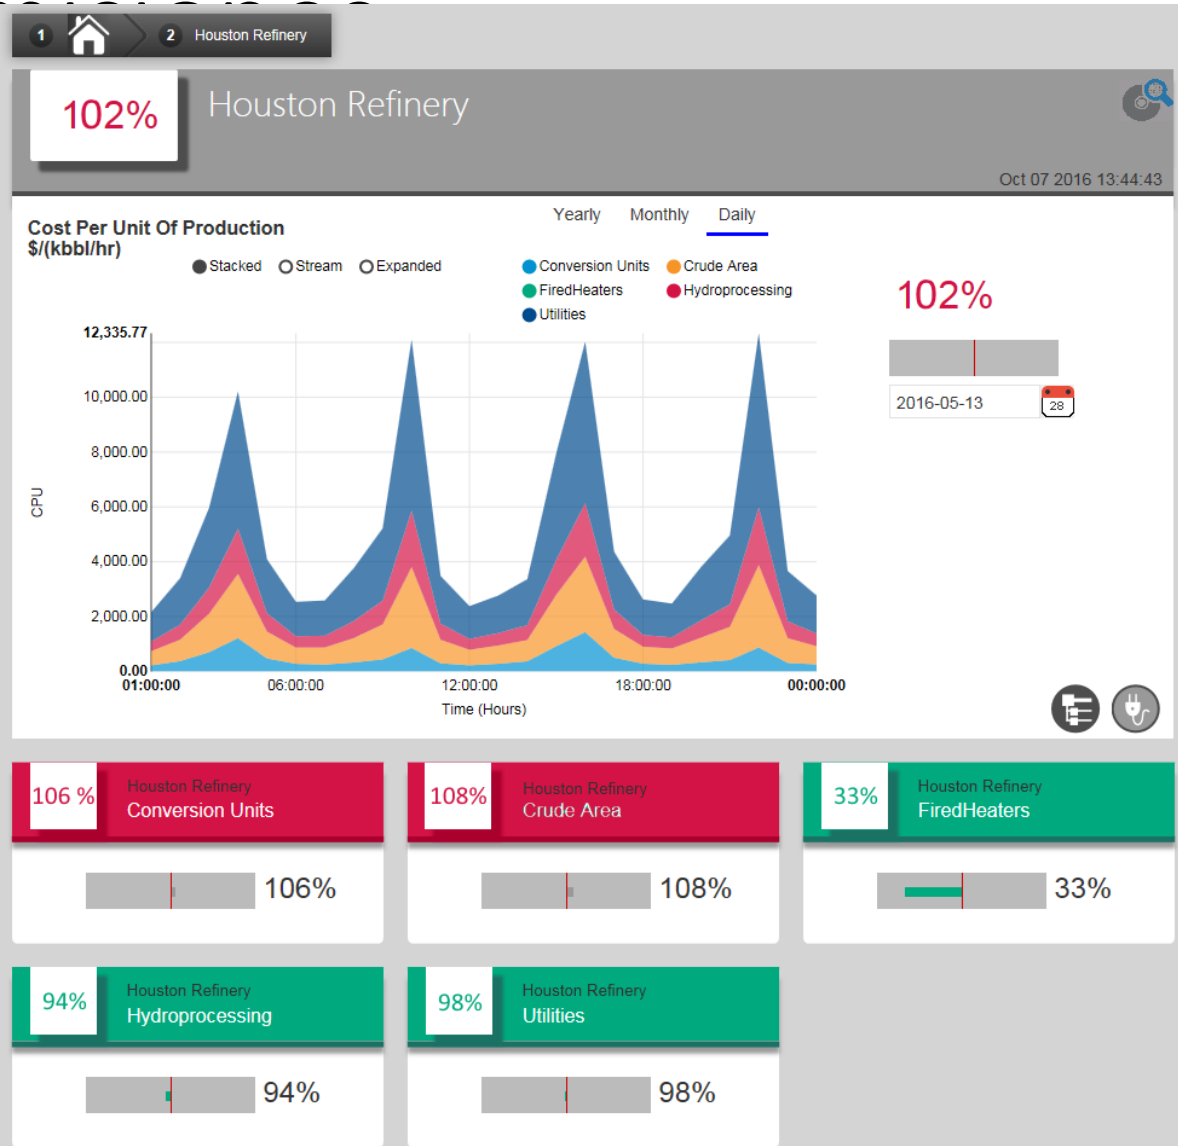 1 2 Houston Refinery
102% Houston Refinery
Oct 07 2016 13:44:43
Cost Per Unit Of Production
$/(kbbl/hr)
Yearly Monthly Daily
Stacked Stream Expanded
Conversion Units Crude Area
FiredHeaters Hydroprocessing
Utilities
102%
2016-05-13 28
12,335.77
10,000.00
8,000.00
6,000.00
4,000.00
2,000.00
0.00
CPU
01:00:00 06:00:00 12:00:00 18:00:00 00:00:00
Time (Hours)
106 % Houston Refinery
Conversion Units
106%
108% Houston Refinery
Crude Area
108%
33% Houston Refinery
FiredHeaters
33%
94% Houston Refinery
Hydroprocessing
94%
98% Houston Refinery
Utilities
98%